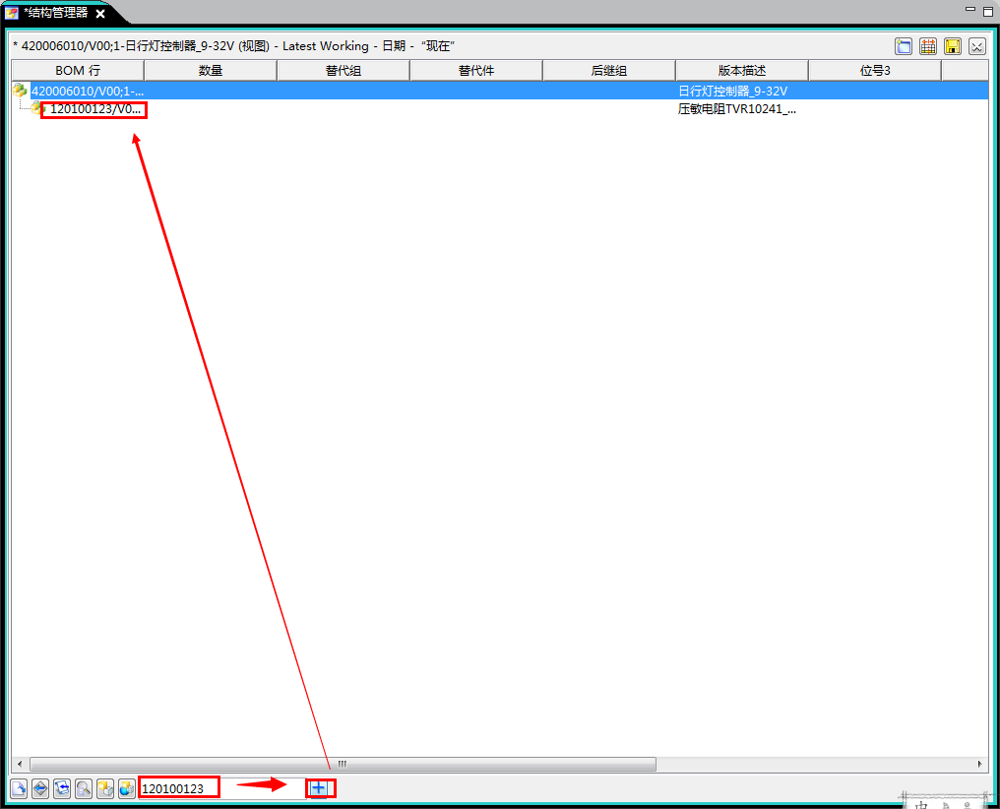 *结构管理器
* 420006010/V00;1-日行灯控制器_9-32V (视图) - Latest Working - 日期 - “现在”
BOM 行 数量 替代组 替代件 后继组 版本描述 位号3
420006010/V00;1-... 日行灯控制器_9-32V
120100123/V0... 压敏电阻TVR10241_...
120100123
中